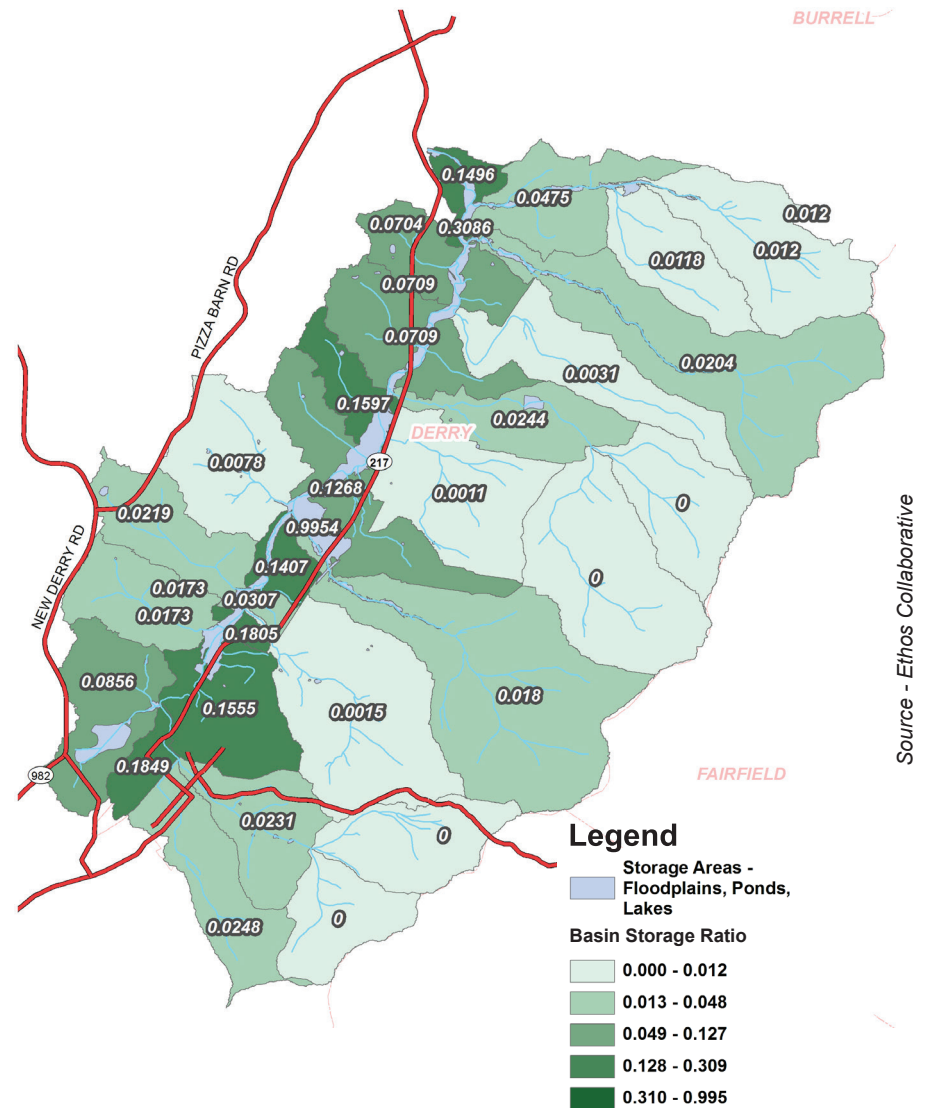 BURRELL
0.1496
0.0475
0.012
0.0704
0.3086
0.012
0.0118
0.0709
PIZZA BARN RD
0.0709
0.0204
0.0031
0.1597
0.0244
DERRY
217
0.0078
0.1268
0.0011
0
0.0219
0.9954
NEW DERRY RD
0.1407
0
0.0173
0.0307
0.0173
0.1805
0.0856
0.018
0.1555
0.0015
0.1849
982
FAIRFIELD
0.0231
0
0.0248
0
Source - Ethos Collaborative
Legend
Storage Areas -
Floodplains, Ponds,
Lakes
Basin Storage Ratio
0.000 - 0.012
0.013 - 0.048
0.049 - 0.127
0.128 - 0.309
0.310 - 0.995